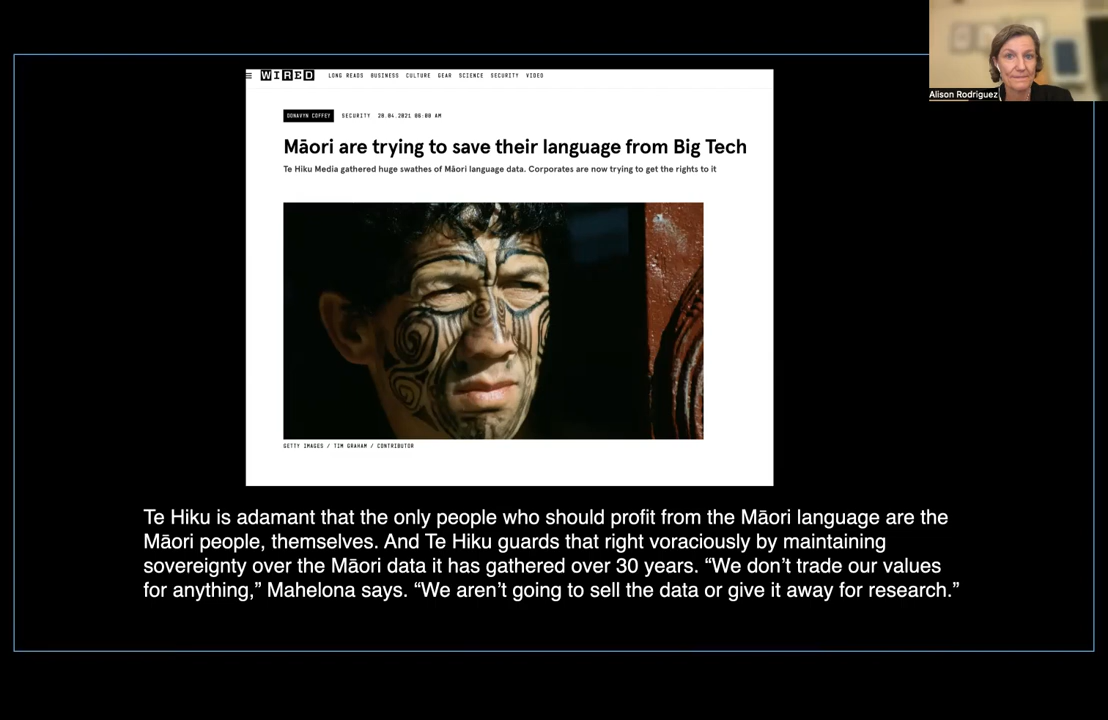 Alison Rodriguez
WIRED
LONG READS BUSINESS CULTURE GEAR SCIENCE SECURITY VIDEO
DONAVYN COFFEY SECURITY 28.04.2021 06:00 AM
Māori are trying to save their language from Big Tech
Te Hiku Media gathered huge swathes of Māori language data. Corporates are now trying to get the rights to it
GETTY IMAGES / TIM GRAHAM / CONTRIBUTOR
Te Hiku is adamant that the only people who should profit from the Māori language are the
Māori people, themselves. And Te Hiku guards that right voraciously by maintaining
sovereignty over the Māori data it has gathered over 30 years. “We don’t trade our values
for anything,” Mahelona says. “We aren’t going to sell the data or give it away for research.”